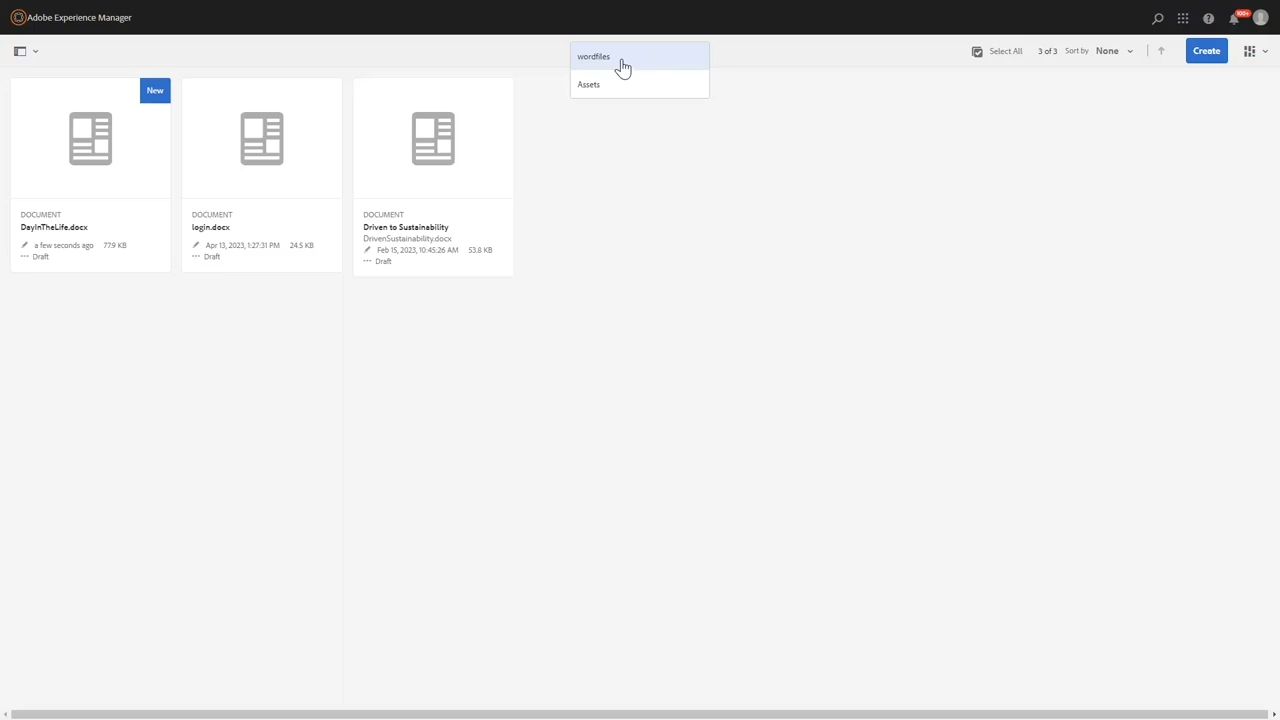 Adobe Experience Manager
100+
wordfiles
Assets
Select All
3 of 3
Sort by
None
Create
New
DOCUMENT
DayInTheLife.docx
a few seconds ago 77.9 KB
Draft
DOCUMENT
login.docx
Apr 13, 2023, 1:27:31 PM 24.5 KB
Draft
DOCUMENT
Driven to Sustainability
DrivenSustainability.docx
Feb 15, 2023, 10:45:26 AM 53.8 KB
Draft